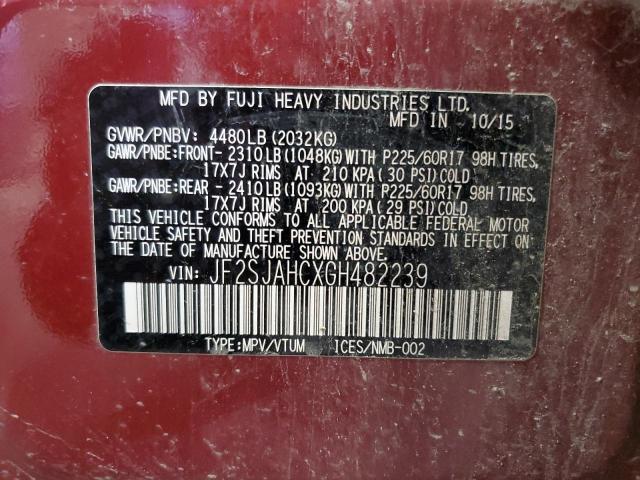 MFD BY FUJI HEAVY INDUSTRIES LTD.
MFD IN 10/15
GVWR/PNBV: 4480LB (2032KG)
GAWR/PNBE:FRONT- 2310LB (1048KG) WITH P225/60R17 98H TIRES,
17X7J RIMS AT 210 KPA (30 PSI) COLD
GAWR/PNBE:REAR - 2410LB (1093KG) WITH P225/60R17 98H TIRES,
17X7J RIMS AT 200 KPA (29 PSI) COLD
THIS VEHICLE CONFORMS TO ALL APPLICABLE FEDERAL MOTOR
VEHICLE SAFETY AND THEFT PREVENTION STANDARDS IN EFFECT ON
THE DATE OF MANUFACTURE SHOWN ABOVE.
VIN: JF2SJAHCXGH482239
TYPE:MPV/VTUM ICES/NMB-002